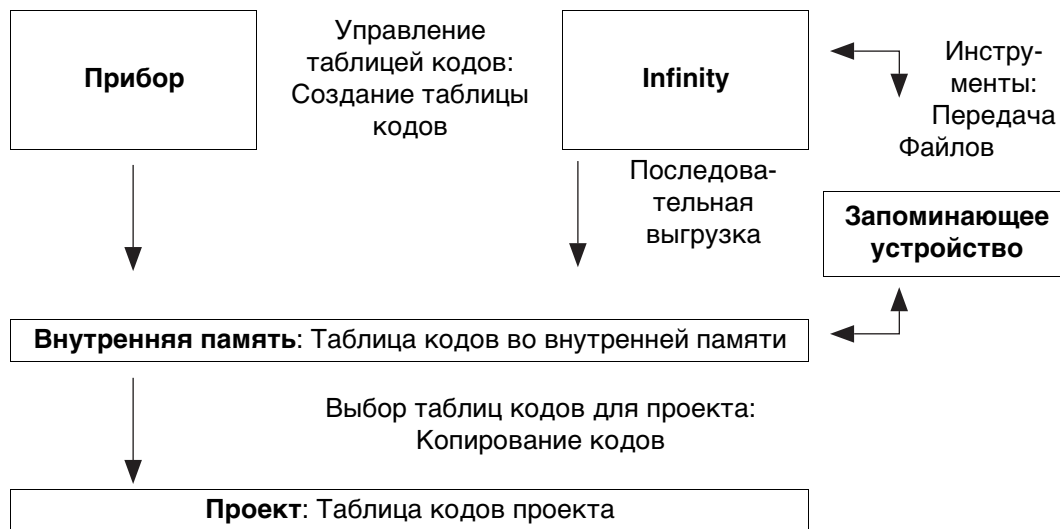 Прибор
Управление
таблицей кодов:
Создание таблицы
кодов
Infinity
Инстру-
менты:
Передача
Файлов
Последова-
тельная
выгрузка
Запоминающее
устройство
Внутренняя память: Таблица кодов во внутренней памяти
Выбор таблиц кодов для проекта:
Копирование кодов
Проект: Таблица кодов проекта